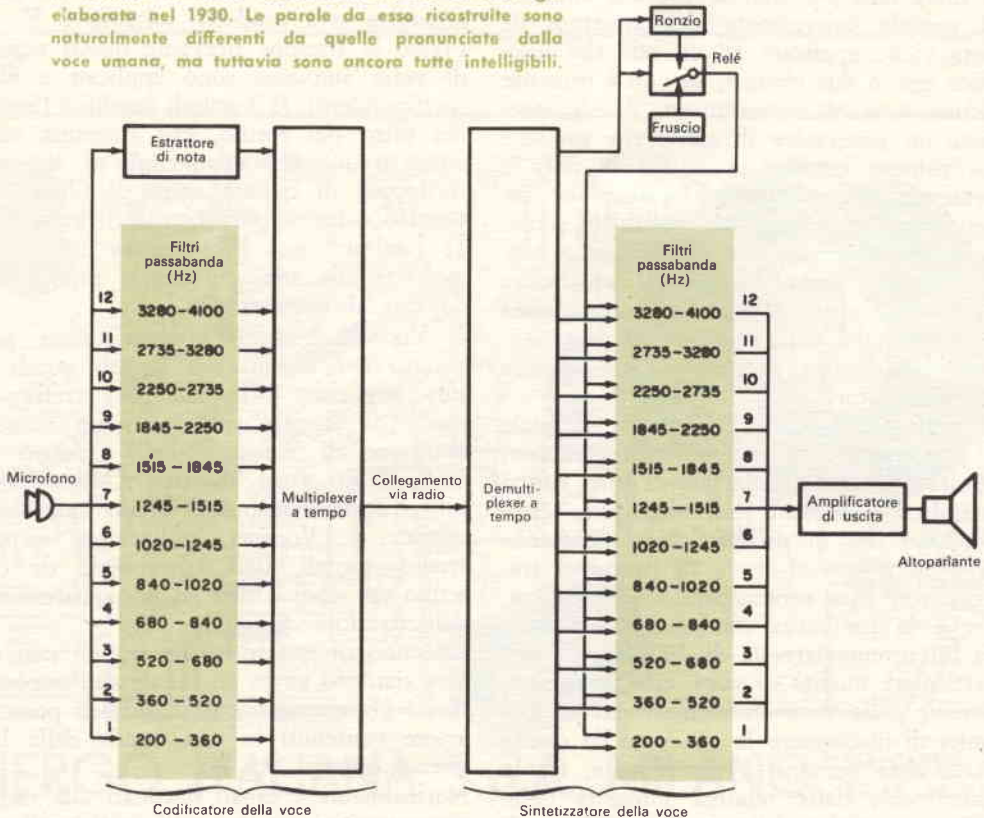 elaborata nel 1930. Le parole da esso ricostruite sono
naturalmente differenti da quelle pronunciate dalla
voce umana, ma tuttavia sono ancora tutte intelligibili.
Ronzio
Relé
Fruscio
Estrattore
di nota
Filtri
passabanda
(Hz)
12 3280-4100
11 2735-3280
10 2250-2735
9 1845-2250
8 1515-1845
7 1245-1515
6 1020-1245
5 840-1020
4 680-840
3 520-680
2 360-520
1 200-360
Microfono
Multiplexer
a tempo
Collegamento
via radio
Demulti-
plexer a
tempo
Filtri
passabanda
(Hz)
3280-4100 12
2735-3280 11
2250-2735 10
1845-2250 9
1515-1845 8
1245-1515 7
1020-1245 6
840-1020 5
680-840 4
520-680 3
360-520 2
200-360 1
Amplificatore
di uscita
Altoparlante
Codificatore della voce
Sintetizzatore della voce